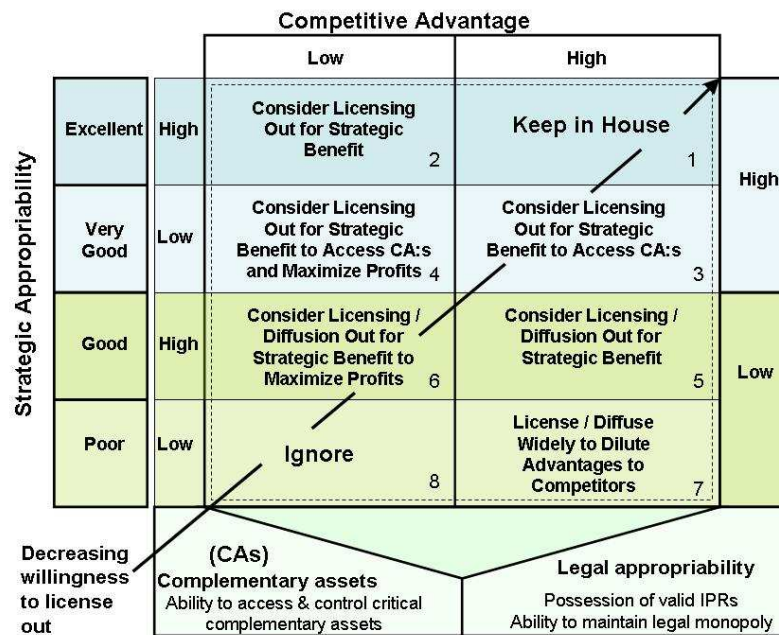 Competitive Advantage
Low
High
Strategic Appropriability
Excellent
High
Consider Licensing
Out for Strategic
Benefit
2
Keep in House
1
High
Very
Good
Low
Consider Licensing
Out for Strategic
Benefit to Access CA:s
and Maximize Profits
4
Consider Licensing
Out for Strategic
Benefit to Access CA:s
3
Good
High
Consider Licensing /
Diffusion Out for
Strategic Benefit to
Maximize Profits
6
Consider Licensing /
Diffusion Out for
Strategic Benefit
5
Low
Poor
Low
Ignore
8
License / Diffuse
Widely to Dilute
Advantages to
Competitors
7
Decreasing
willingness
to license
out
(CAs)
Complementary assets
Ability to access & control critical
complementary assets
Legal appropriability
Possession of valid IPRs
Ability to maintain legal monopoly